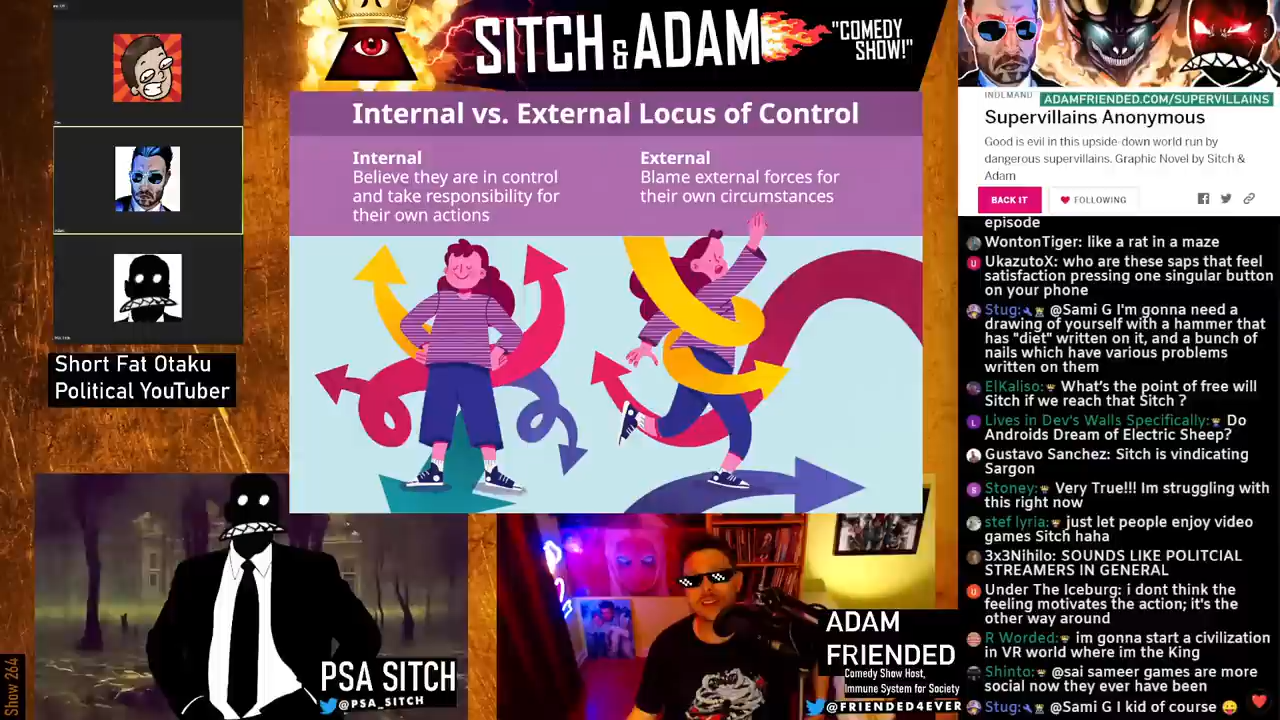 SITCH & ADAM
"COMEDY
SHOW!"
Internal vs. External Locus of Control
Internal
Believe they are in control
and take responsibility for
their own actions
External
Blame external forces for
their own circumstances
Short Fat Otaku
Political YouTuber
PSA SITCH
@PSA_SITCH
ADAM
FRIENDED
Comedy Show Host,
Immune System for Society
@FRIENDED4EVER
Show 264
INDEMAND
ADAMFRIENDED.COM/SUPERVILLAINS
Supervillains Anonymous
Good is evil in this upside-down world run by
dangerous supervillains. Graphic Novel by Sitch &
Adam
BACK IT
FOLLOWING
episode
WontonTiger: like a rat in a maze
UkazutoX: who are these saps that feel
satisfaction pressing one singular button
on your phone
Stug: @Sami G I'm gonna need a
drawing of yourself with a hammer that
has "diet" written on it, and a bunch of
nails which have various problems
written on them
ElKaliso: What's the point of free will
Sitch if we reach that Sitch ?
Lives in Dev's Walls Specifically: Do
Androids Dream of Electric Sheep?
Gustavo Sanchez: Sitch is vindicating
Sargon
Stoney: Very True!!! Im struggling with
this right now
stef lyria: just let people enjoy video
games Sitch haha
3x3Nihilo: SOUNDS LIKE POLITCIAL
STREAMERS IN GENERAL
Under The Iceburg: i dont think the
feeling motivates the action; it's the
other way around
R Worded: im gonna start a civilization
in VR world where im the King
Shinto: @sai sameer games are more
social now they ever have been
Stug: @Sami G I kid of course